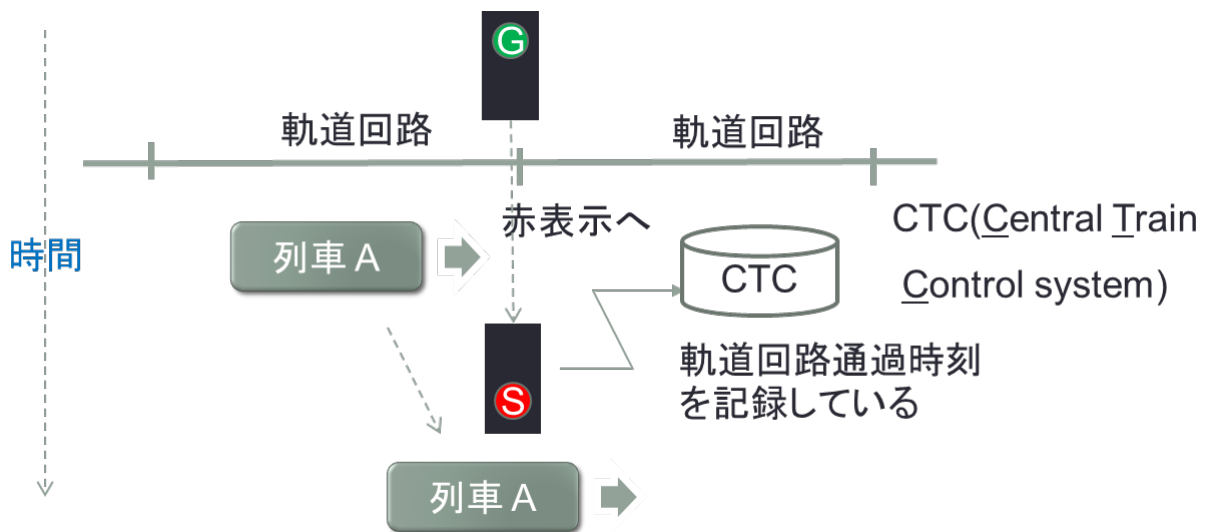 G
軌道回路
軌道回路
赤表示へ
CTC(Central Train
Control system)
時間
列車A
CTC
S
軌道回路通過時刻
を記録している
列車A